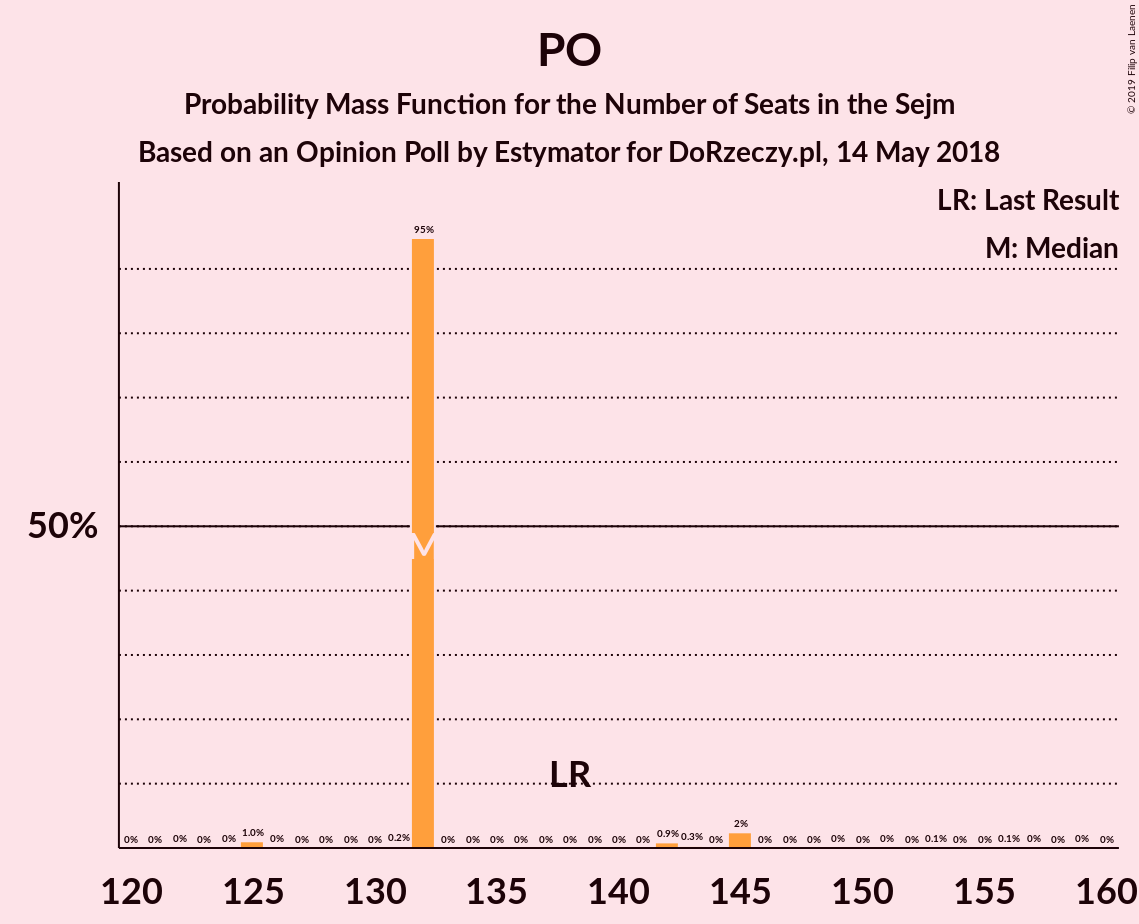 PO
Probability Mass Function for the Number of Seats in the Sejm
Based on an Opinion Poll by Estymator for DoRzeczy.pl, 14 May 2018
© 2019 Filip van Laenen
LR: Last Result
M: Median
95%
50%
M
LR
0% 0% 0% 0% 0% 1.0% 0% 0% 0% 0% 0% 0.2% 0% 0% 0% 0% 0% 0% 0% 0% 0% 0.9% 0.3% 0% 2% 0% 0% 0% 0% 0% 0% 0% 0.1% 0% 0% 0.1% 0% 0% 0% 0%
120 125 130 135 140 145 150 155 160